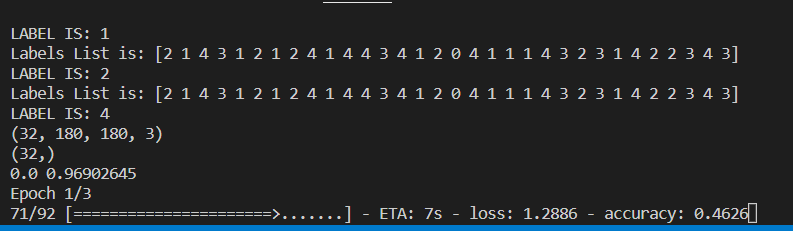 LABEL IS: 1
Labels List is: [2 1 4 3 1 2 1 2 4 1 4 4 3 4 1 2 0 4 1 1 1 4 3 2 3 1 4 2 2 3 4 3]
LABEL IS: 2
Labels List is: [2 1 4 3 1 2 1 2 4 1 4 4 3 4 1 2 0 4 1 1 1 4 3 2 3 1 4 2 2 3 4 3]
LABEL IS: 4
(32, 180, 180, 3)
(32,)
0.0 0.96902645
Epoch 1/3
71/92 [======================>.......] - ETA: 7s - loss: 1.2886 - accuracy: 0.4626